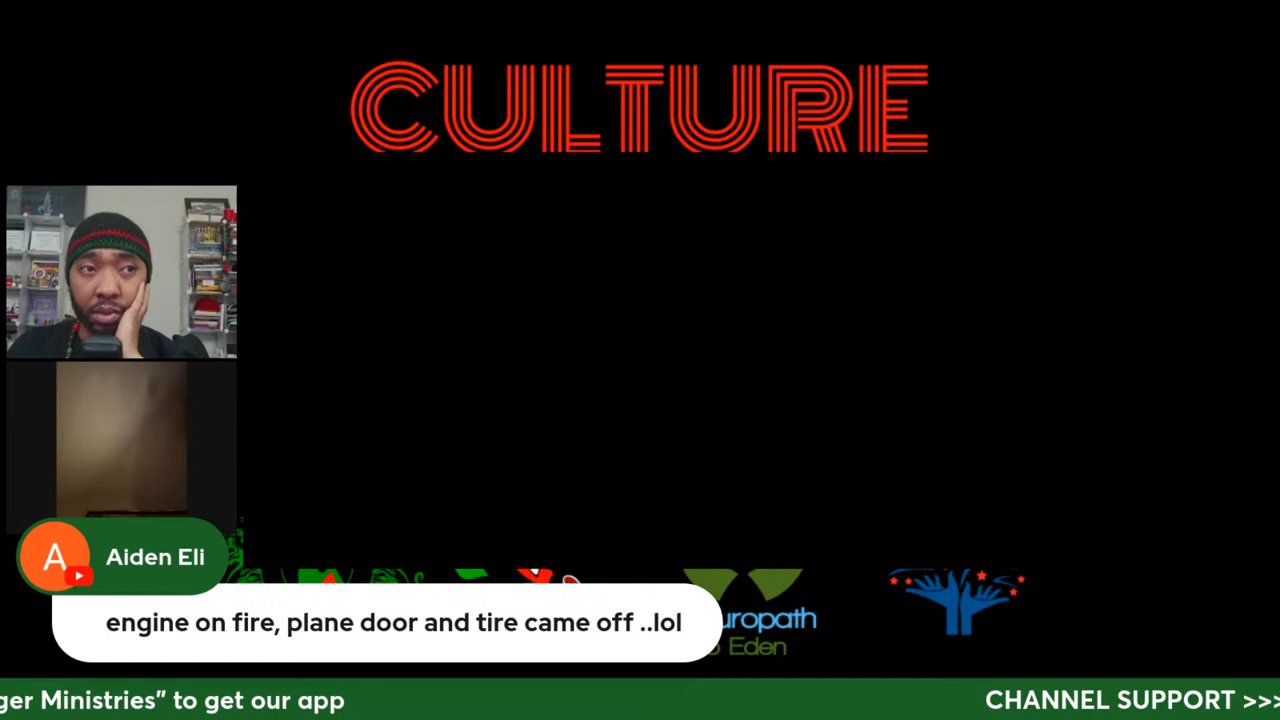 CULTURE
A
Aiden Eli
engine on fire, plane door and tire came off ..lol
uropath
Eden
ger Ministries” to get our app
CHANNEL SUPPORT >>>